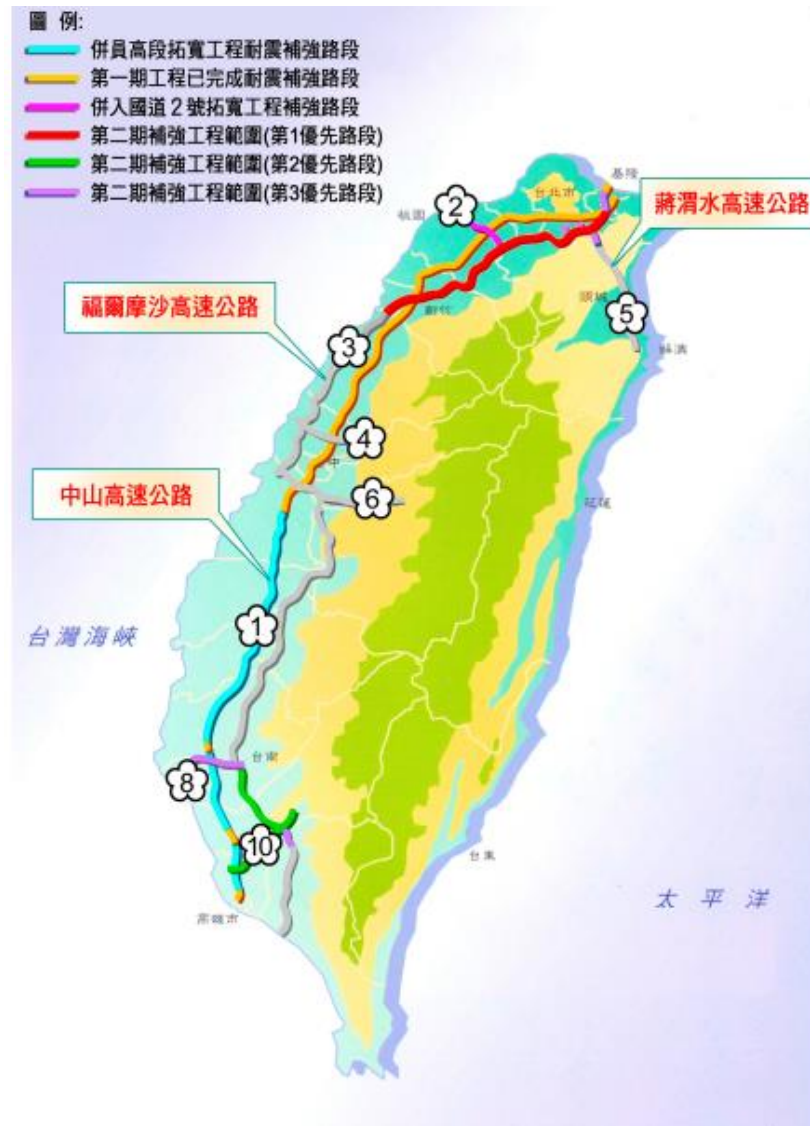 圖 例:
併員高段拓寬工程耐震補強路段
第一期工程已完成耐震補強路段
併入國道2號拓寬工程補強路段
第二期補強工程範圍(第1優先路段)
第二期補強工程範圍(第2優先路段)
第二期補強工程範圍(第3優先路段)
基隆
台北市
桃園
2
蔣渭水高速公路
福爾摩沙高速公路
新竹
頭城
5
蘇澳
3
4
中
6
中山高速公路
花蓮
1
台灣海峽
台南
8
10
台東
太平洋
高雄市